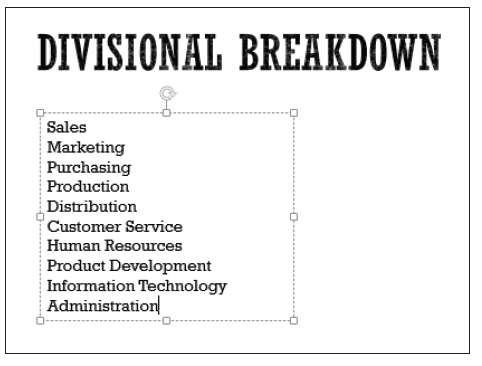 DIVISIONAL BREAKDOWN
Sales
Marketing
Purchasing
Production
Distribution
Customer Service
Human Resources
Product Development
Information Technology
Administration